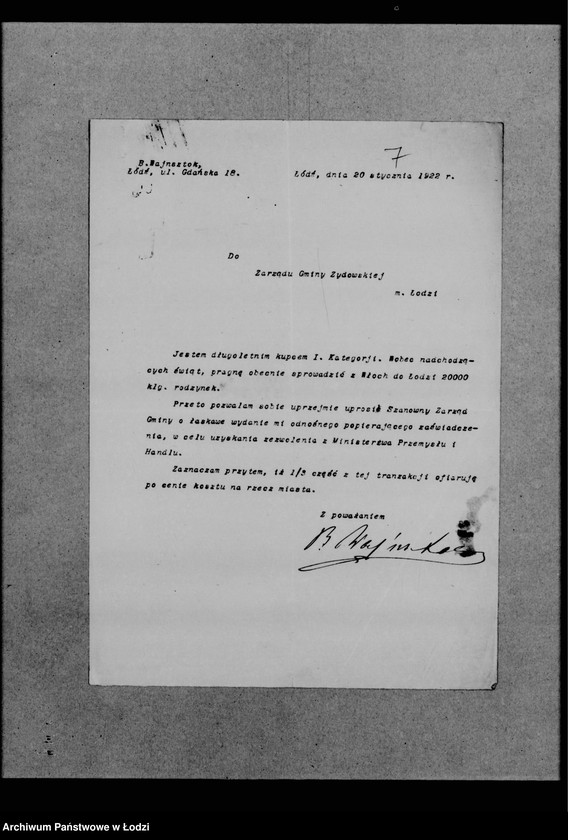 7
B.Wajnsztok,
Łódź, ul. Gdańska 18.
Łódź, dnia 20 stycznia 1922 r.
Do
Zarządu Gminy Żydowskiej
m. Łodzi
Jestem długoletnim kupcem I. Kategorji. Wobec nadchodzą-
cych świąt, pragnę obecnie sprowadzić z Włoch do Łodzi 20000
klg. rodzynek.
Przeto pozwalam sobie uprzejmie uprosić Szanowny Zarząd
Gminy o łaskawe wydanie mi odnośnego popierającego zaświadcze-
nia, w celu uzyskania zezwolenia z Ministerstwa Przemysłu i
Handlu.
Zaznaczam przytem, iż 1/3 część z tej tranzakcji ofiaruję
po cenie kosztu na rzecz miasta.
Z poważaniem
B Wajnsztok
Archiwum Państwowe w Łodzi